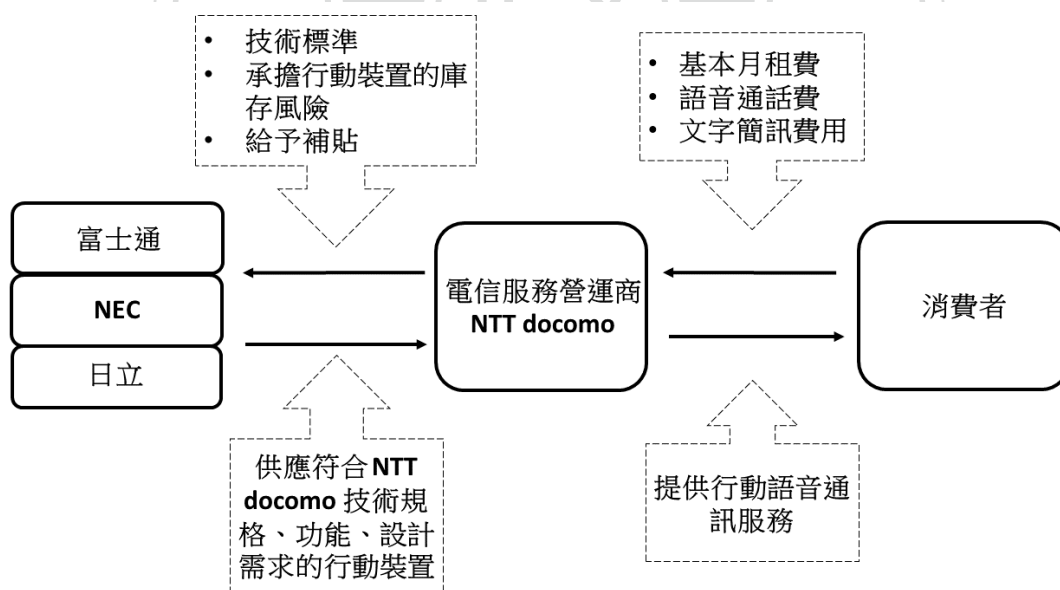 • 技術標準
• 承擔行動裝置的庫
存風險
• 給予補貼
• 基本月租費
• 語音通話費
• 文字簡訊費用
富士通
NEC
日立
電信服務營運商
NTT docomo
消費者
供應符合 NTT
docomo 技術規
格、功能、設計
需求的行動裝置
提供行動語音通
訊服務